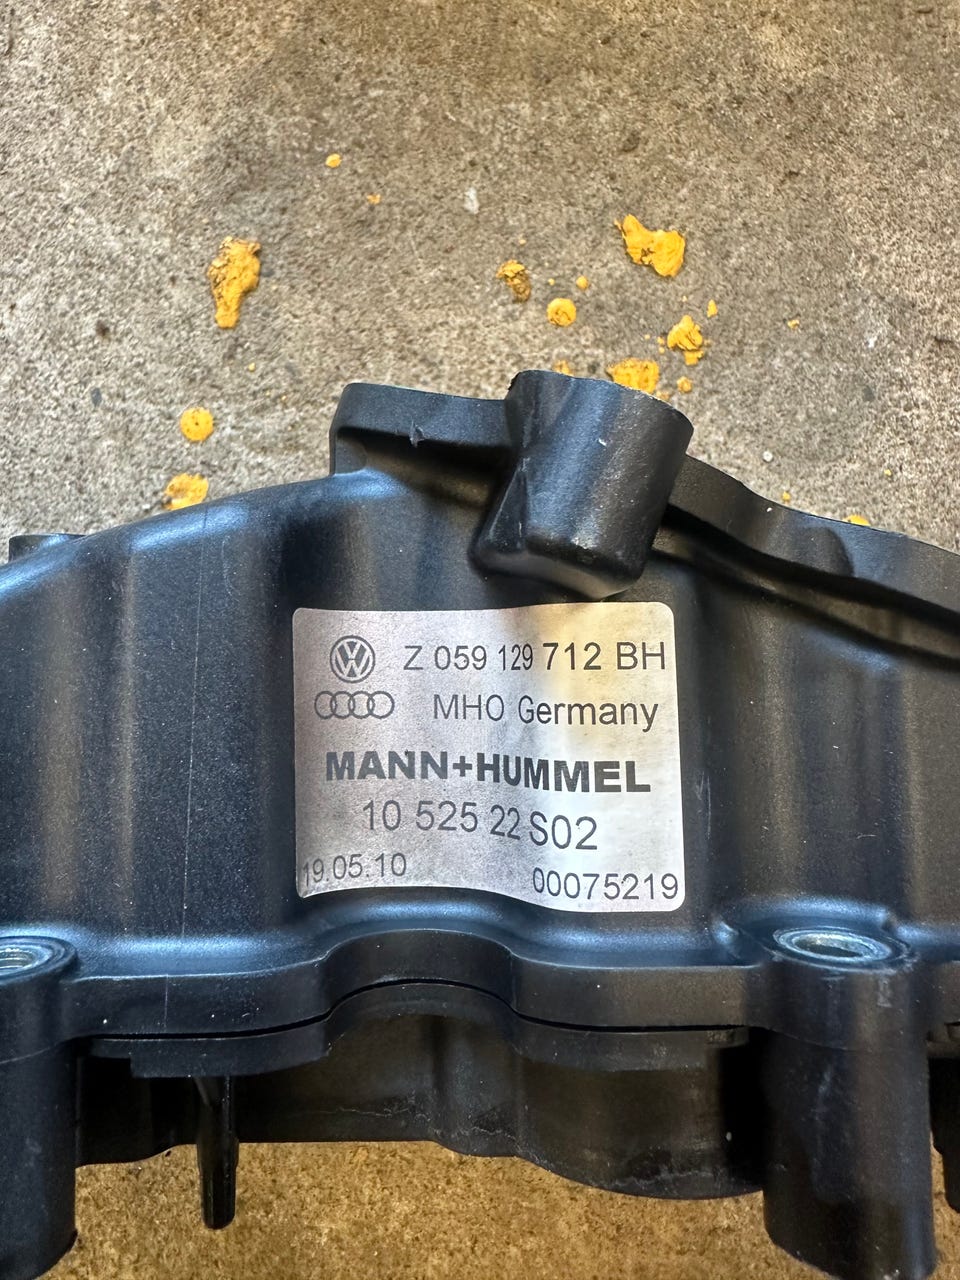 Z 059 129 712 BH
MHO Germany
MANN+HUMMEL
10 525 22 S02
19.05.10 00075219